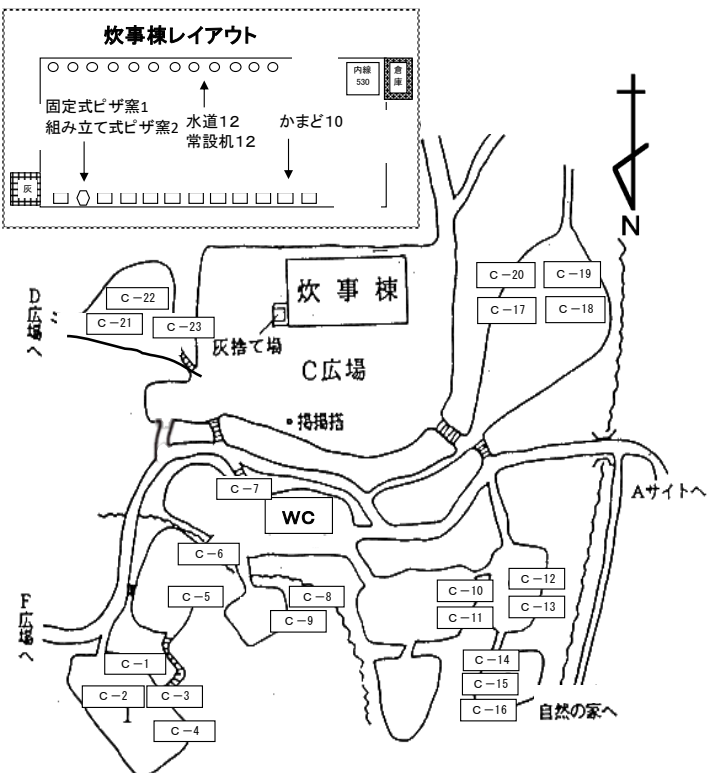 炊事棟レイアウト
内線
530
倉庫
固定式ピザ窯1
組み立て式ピザ窯2
水道12
常設机12
かまど10
灰
N
C－20
C－19
C－17
C－18
炊事棟
灰捨て場
C広場
D広場へ
C－22
C－21
C－23
・掲揚搭
C－7
WC
Aサイトへ
C－6
C－5
C－8
C－9
C－10
C－11
C－12
C－13
F広場へ
C－1
C－2
C－3
C－4
C－14
C－15
C－16
自然の家へ